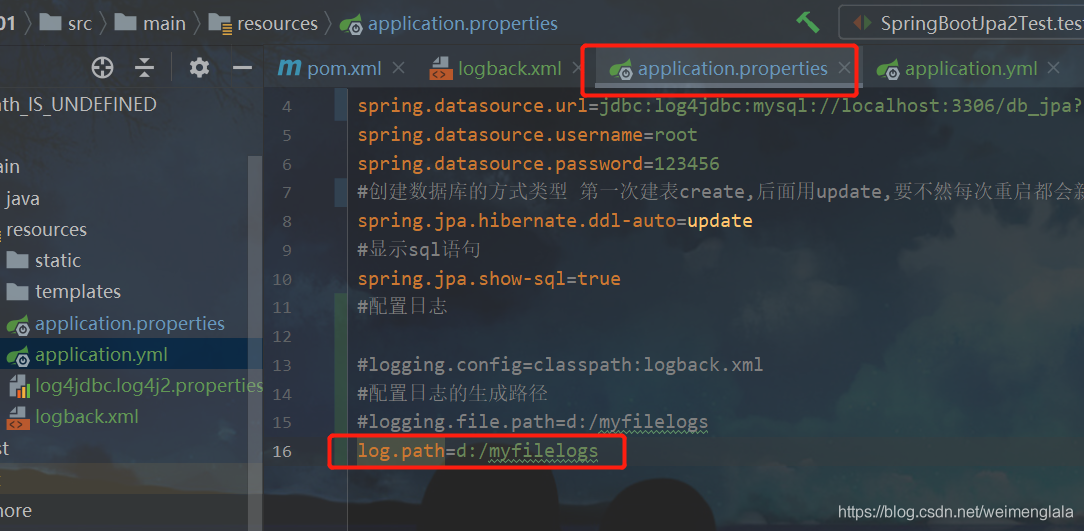 01 src main resources application.properties SpringBootJpa2Test.test
pom.xml logback.xml application.properties application.yml
ath_IS_UNDEFINED
ain
java
resources
static
templates
application.properties
application.yml
log4jdbc.log4j2.properties
logback.xml
st
more
4 spring.datasource.url=jdbc:log4jdbc:mysql://localhost:3306/db_jpa?
5 spring.datasource.username=root
6 spring.datasource.password=123456
7 #创建数据库的方式类型 第一次建表create,后面用update,要不然每次重启都会新
8 spring.jpa.hibernate.ddl-auto=update
9 #显示sql语句
10 spring.jpa.show-sql=true
11 #配置日志
12
13 #logging.config=classpath:logback.xml
14 #配置日志的生成路径
15 #logging.file.path=d:/myfilelogs
16 log.path=d:/myfilelogs
https://blog.csdn.net/weimenglala